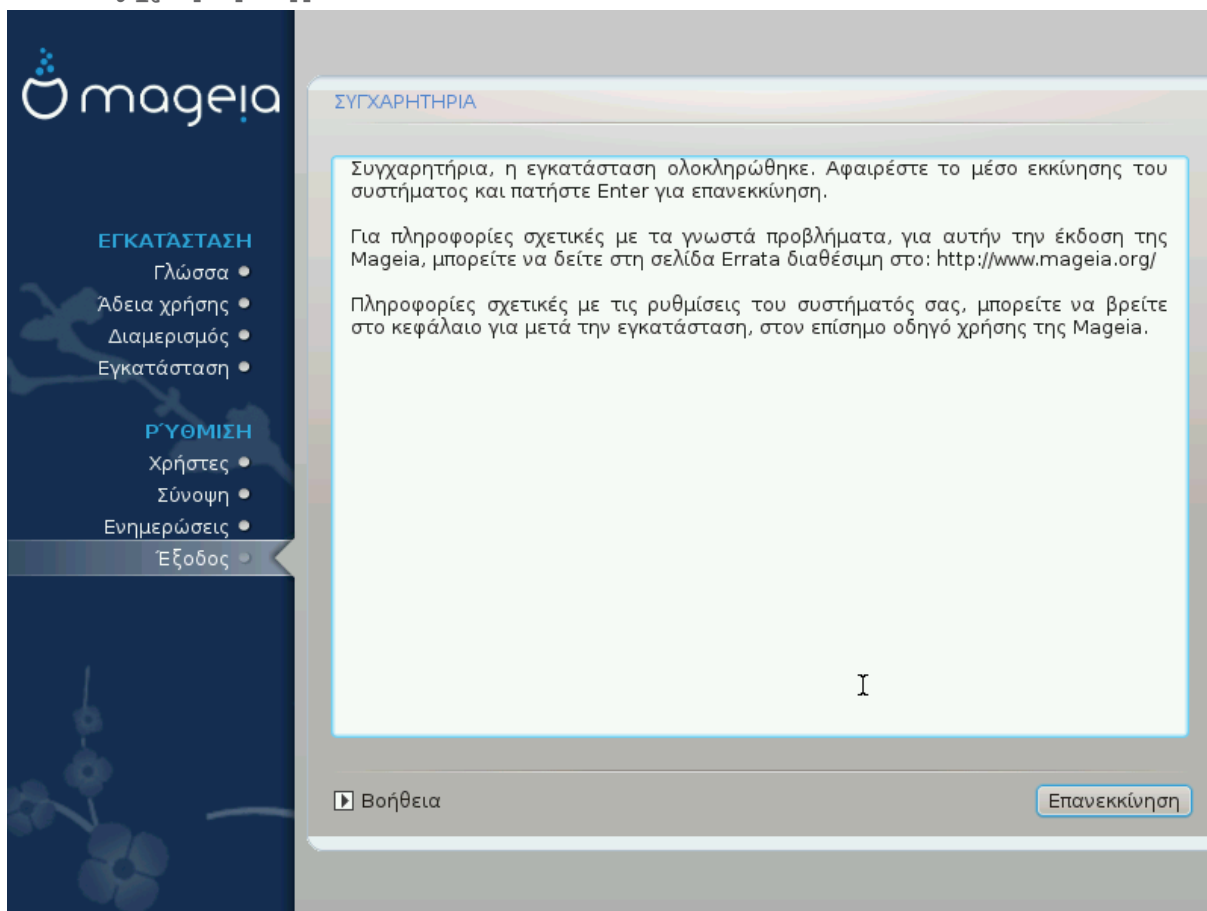 mageia
ΕΓΚΑΤΆΣΤΑΣΗ
Γλώσσα
Άδεια χρήσης
Διαμερισμός
Εγκατάσταση
ΡΎΘΜΙΣΗ
Χρήστες
Σύνοψη
Ενημερώσεις
Έξοδος
ΣΥΓΧΑΡΗΤΗΡΙΑ
Συγχαρητήρια, η εγκατάσταση ολοκληρώθηκε. Αφαιρέστε το μέσο εκκίνησης του
συστήματος και πατήστε Enter για επανεκκίνηση.
Για πληροφορίες σχετικές με τα γνωστά προβλήματα, για αυτήν την έκδοση της
Mageia, μπορείτε να δείτε στη σελίδα Errata διαθέσιμη στο: http://www.mageia.org/
Πληροφορίες σχετικές με τις ρυθμίσεις του συστήματός σας, μπορείτε να βρείτε
στο κεφάλαιο για μετά την εγκατάσταση, στον επίσημο οδηγό χρήσης της Mageia.
Βοήθεια
Επανεκκίνηση